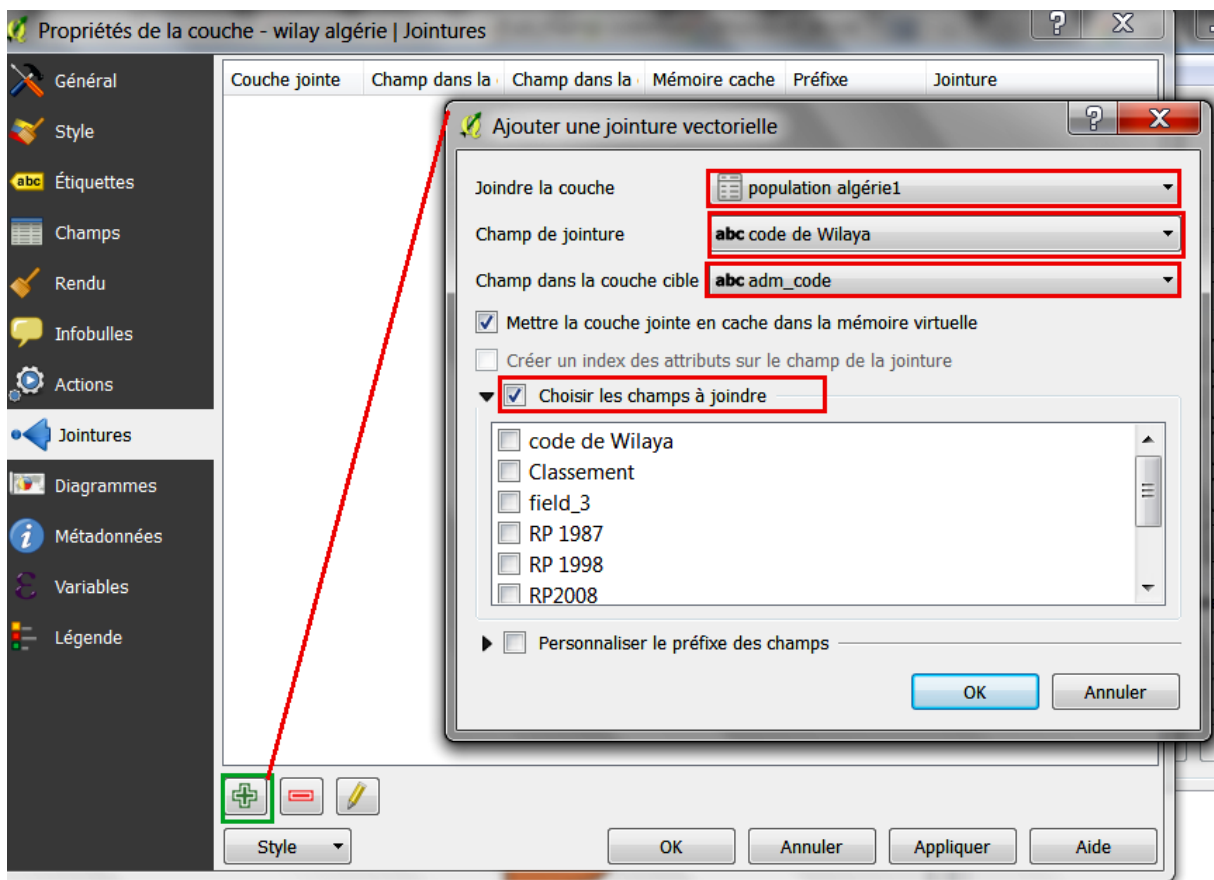 Propriétés de la couche - wilay algérie | Jointures
Général
Style
abc Étiquettes
Champs
Rendu
Infobulles
Actions
Jointures
Diagrammes
Métadonnées
Variables
Légende
Couche jointe Champ dans la Champ dans la Mémoire cache Préfixe Jointure
Ajouter une jointure vectorielle
Joindre la couche population algérie1
Champ de jointure abc code de Wilaya
Champ dans la couche cible abc adm_code
Mettre la couche jointe en cache dans la mémoire virtuelle
Créer un index des attributs sur le champ de la jointure
Choisir les champs à joindre
code de Wilaya
Classement
field_3
RP 1987
RP 1998
RP2008
Personnaliser le préfixe des champs
OK Annuler
Style OK Annuler Appliquer Aide